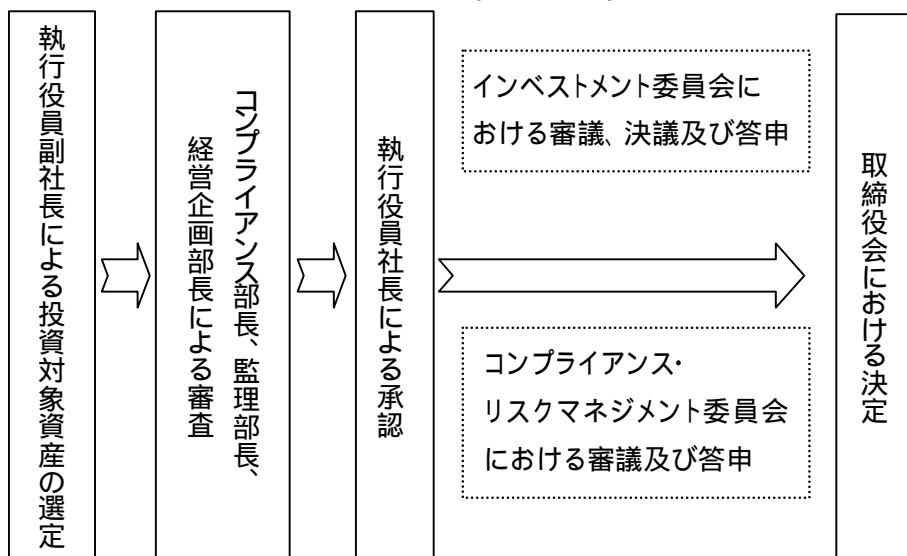 執行役員副社長による投資対象資産の選定
コンプライアンス部長、監理部長、
経営企画部長による審査
執行役員社長による承認
インベストメント委員会に
おける審議、決議及び答申
コンプライアンス・
リスクマネジメント委員会
における審議及び答申
取締役会における決定